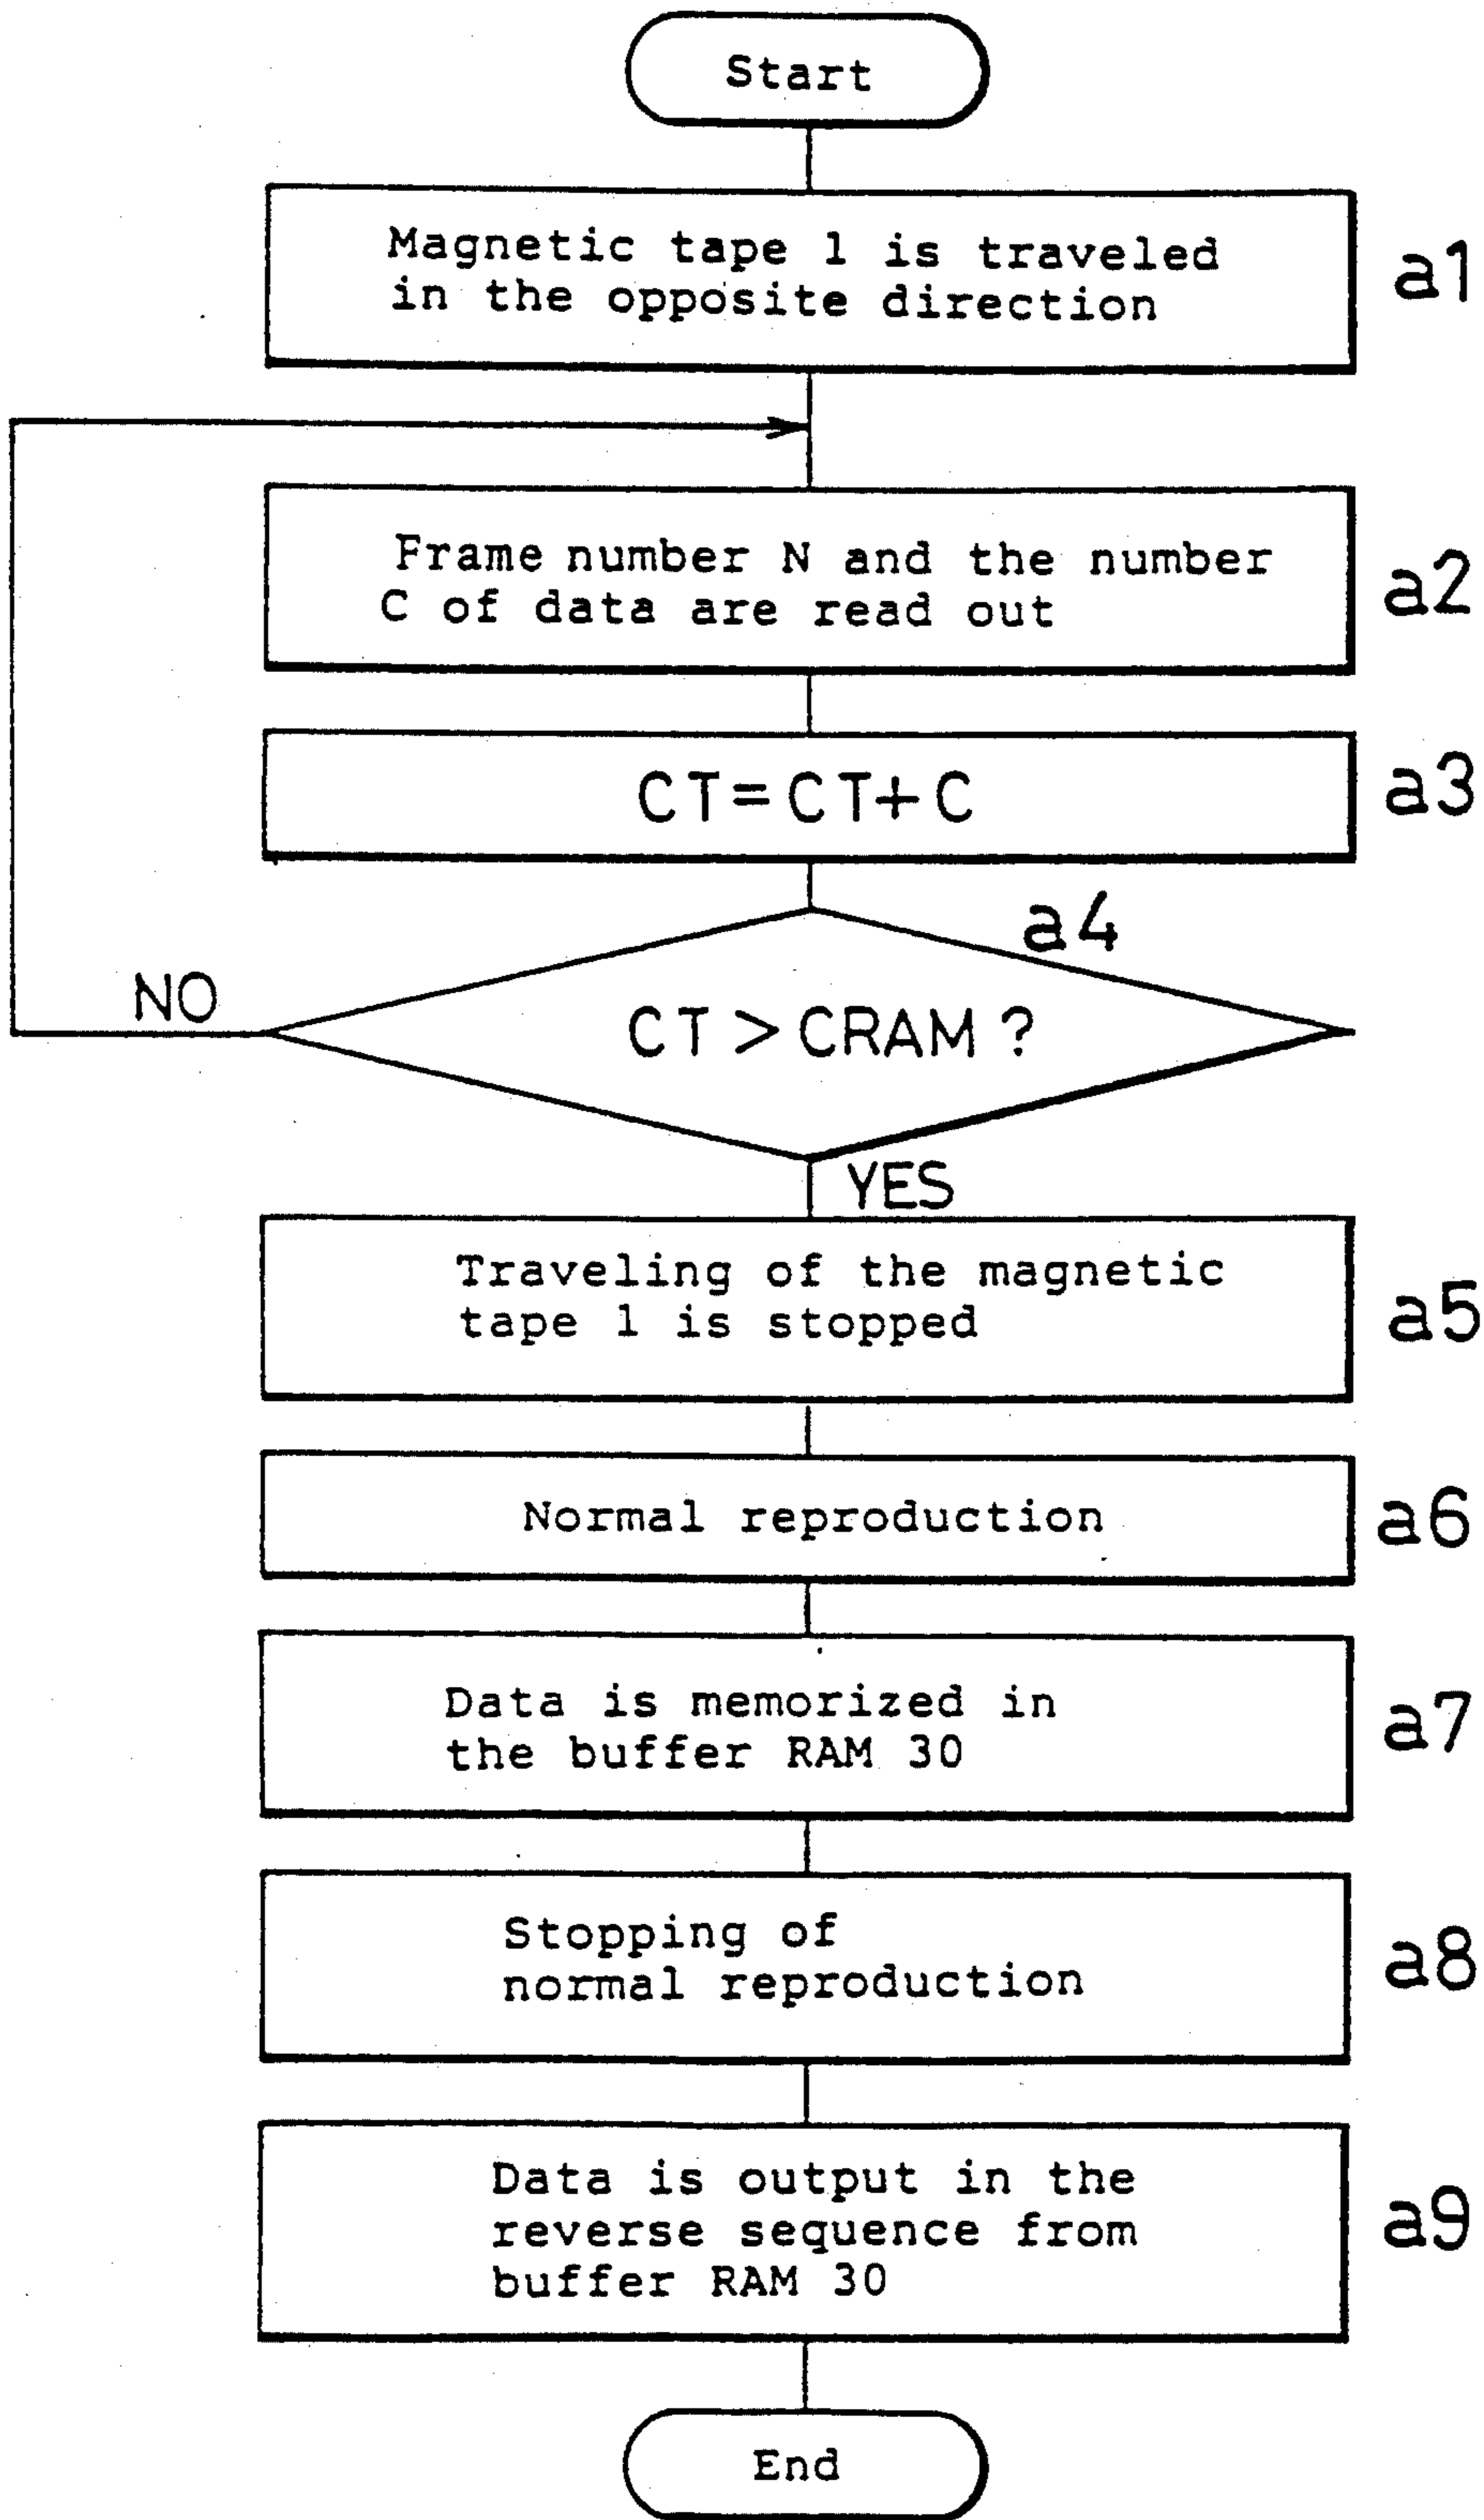 Start
Magnetic tape 1 is traveled
in the opposite direction
a1
Frame number N and the number
C of data are read out
a2
CT=CT+C
a3
a4
NO
CT>CRAM?
YES
Traveling of the magnetic
tape 1 is stopped
a5
Normal reproduction
a6
Data is memorized in
the buffer RAM 30
a7
Stopping of
normal reproduction
a8
Data is output in the
reverse sequence from
buffer RAM 30
a9
End